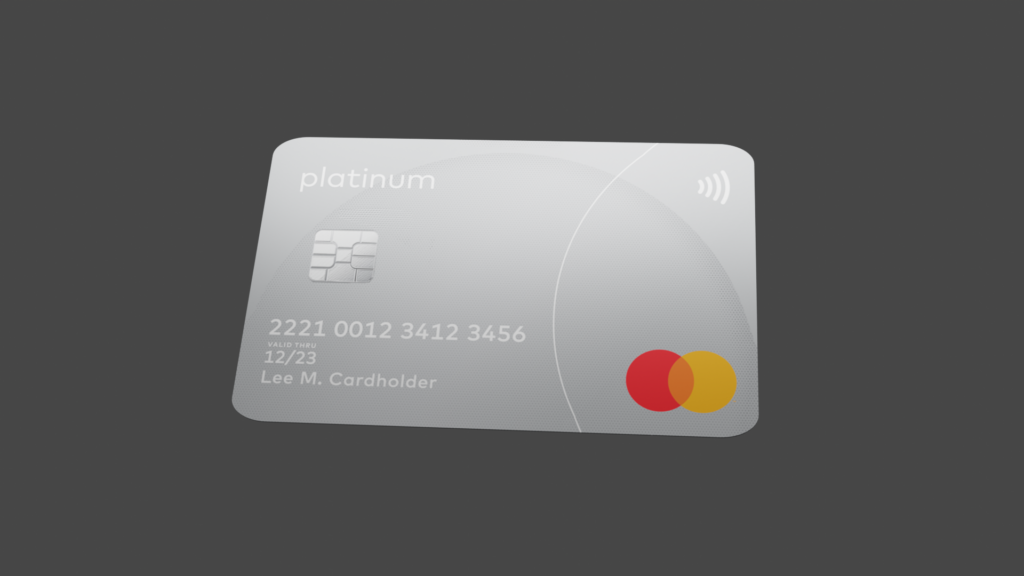 platinum
2221 0012 3412 3456
VALID THRU
12/23
Lee M. Cardholder